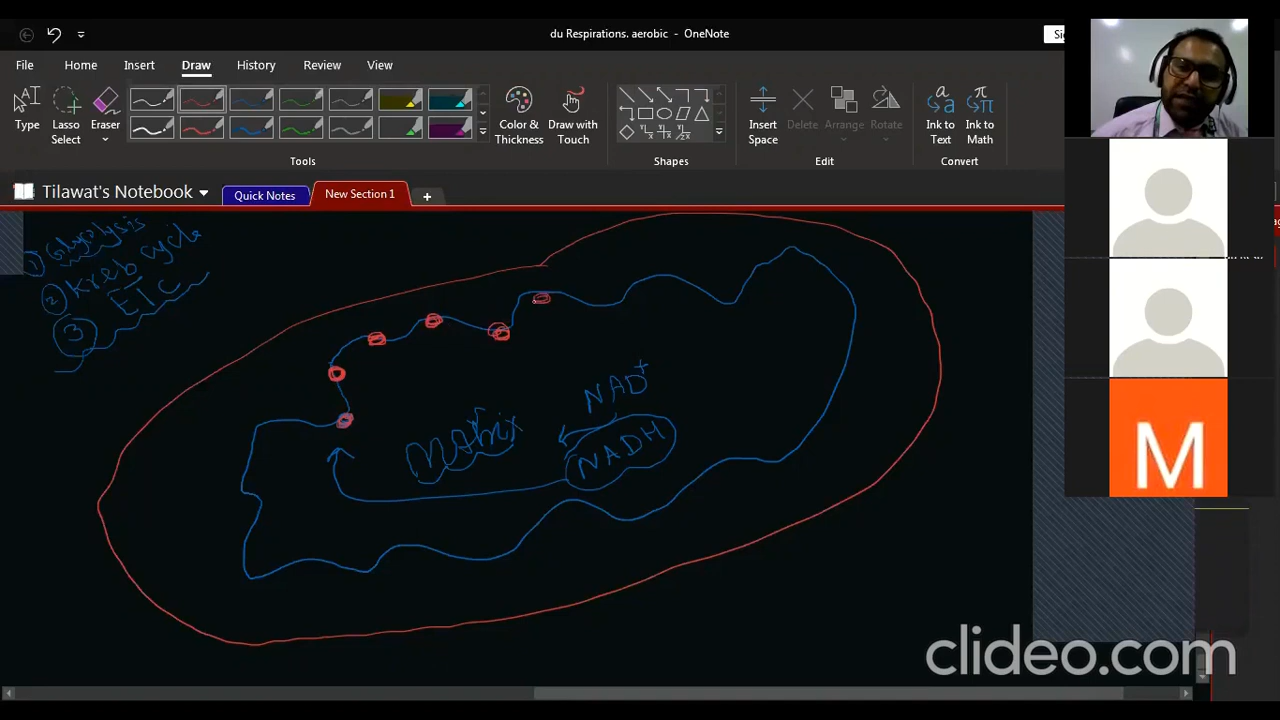 du Respirations. aerobic - OneNote
File Home Insert Draw History Review View
Type
Lasso Select
Eraser
Color & Thickness
Draw with Touch
Insert Space
Delete
Arrange
Rotate
Ink to Text
Ink to Math
Tools
Shapes
Edit
Convert
Tilawat's Notebook
Quick Notes
New Section 1
① Glycolysis
② Kreb cycle
③ ETC
NAD+
NADH
Matrix
M
clideo.com